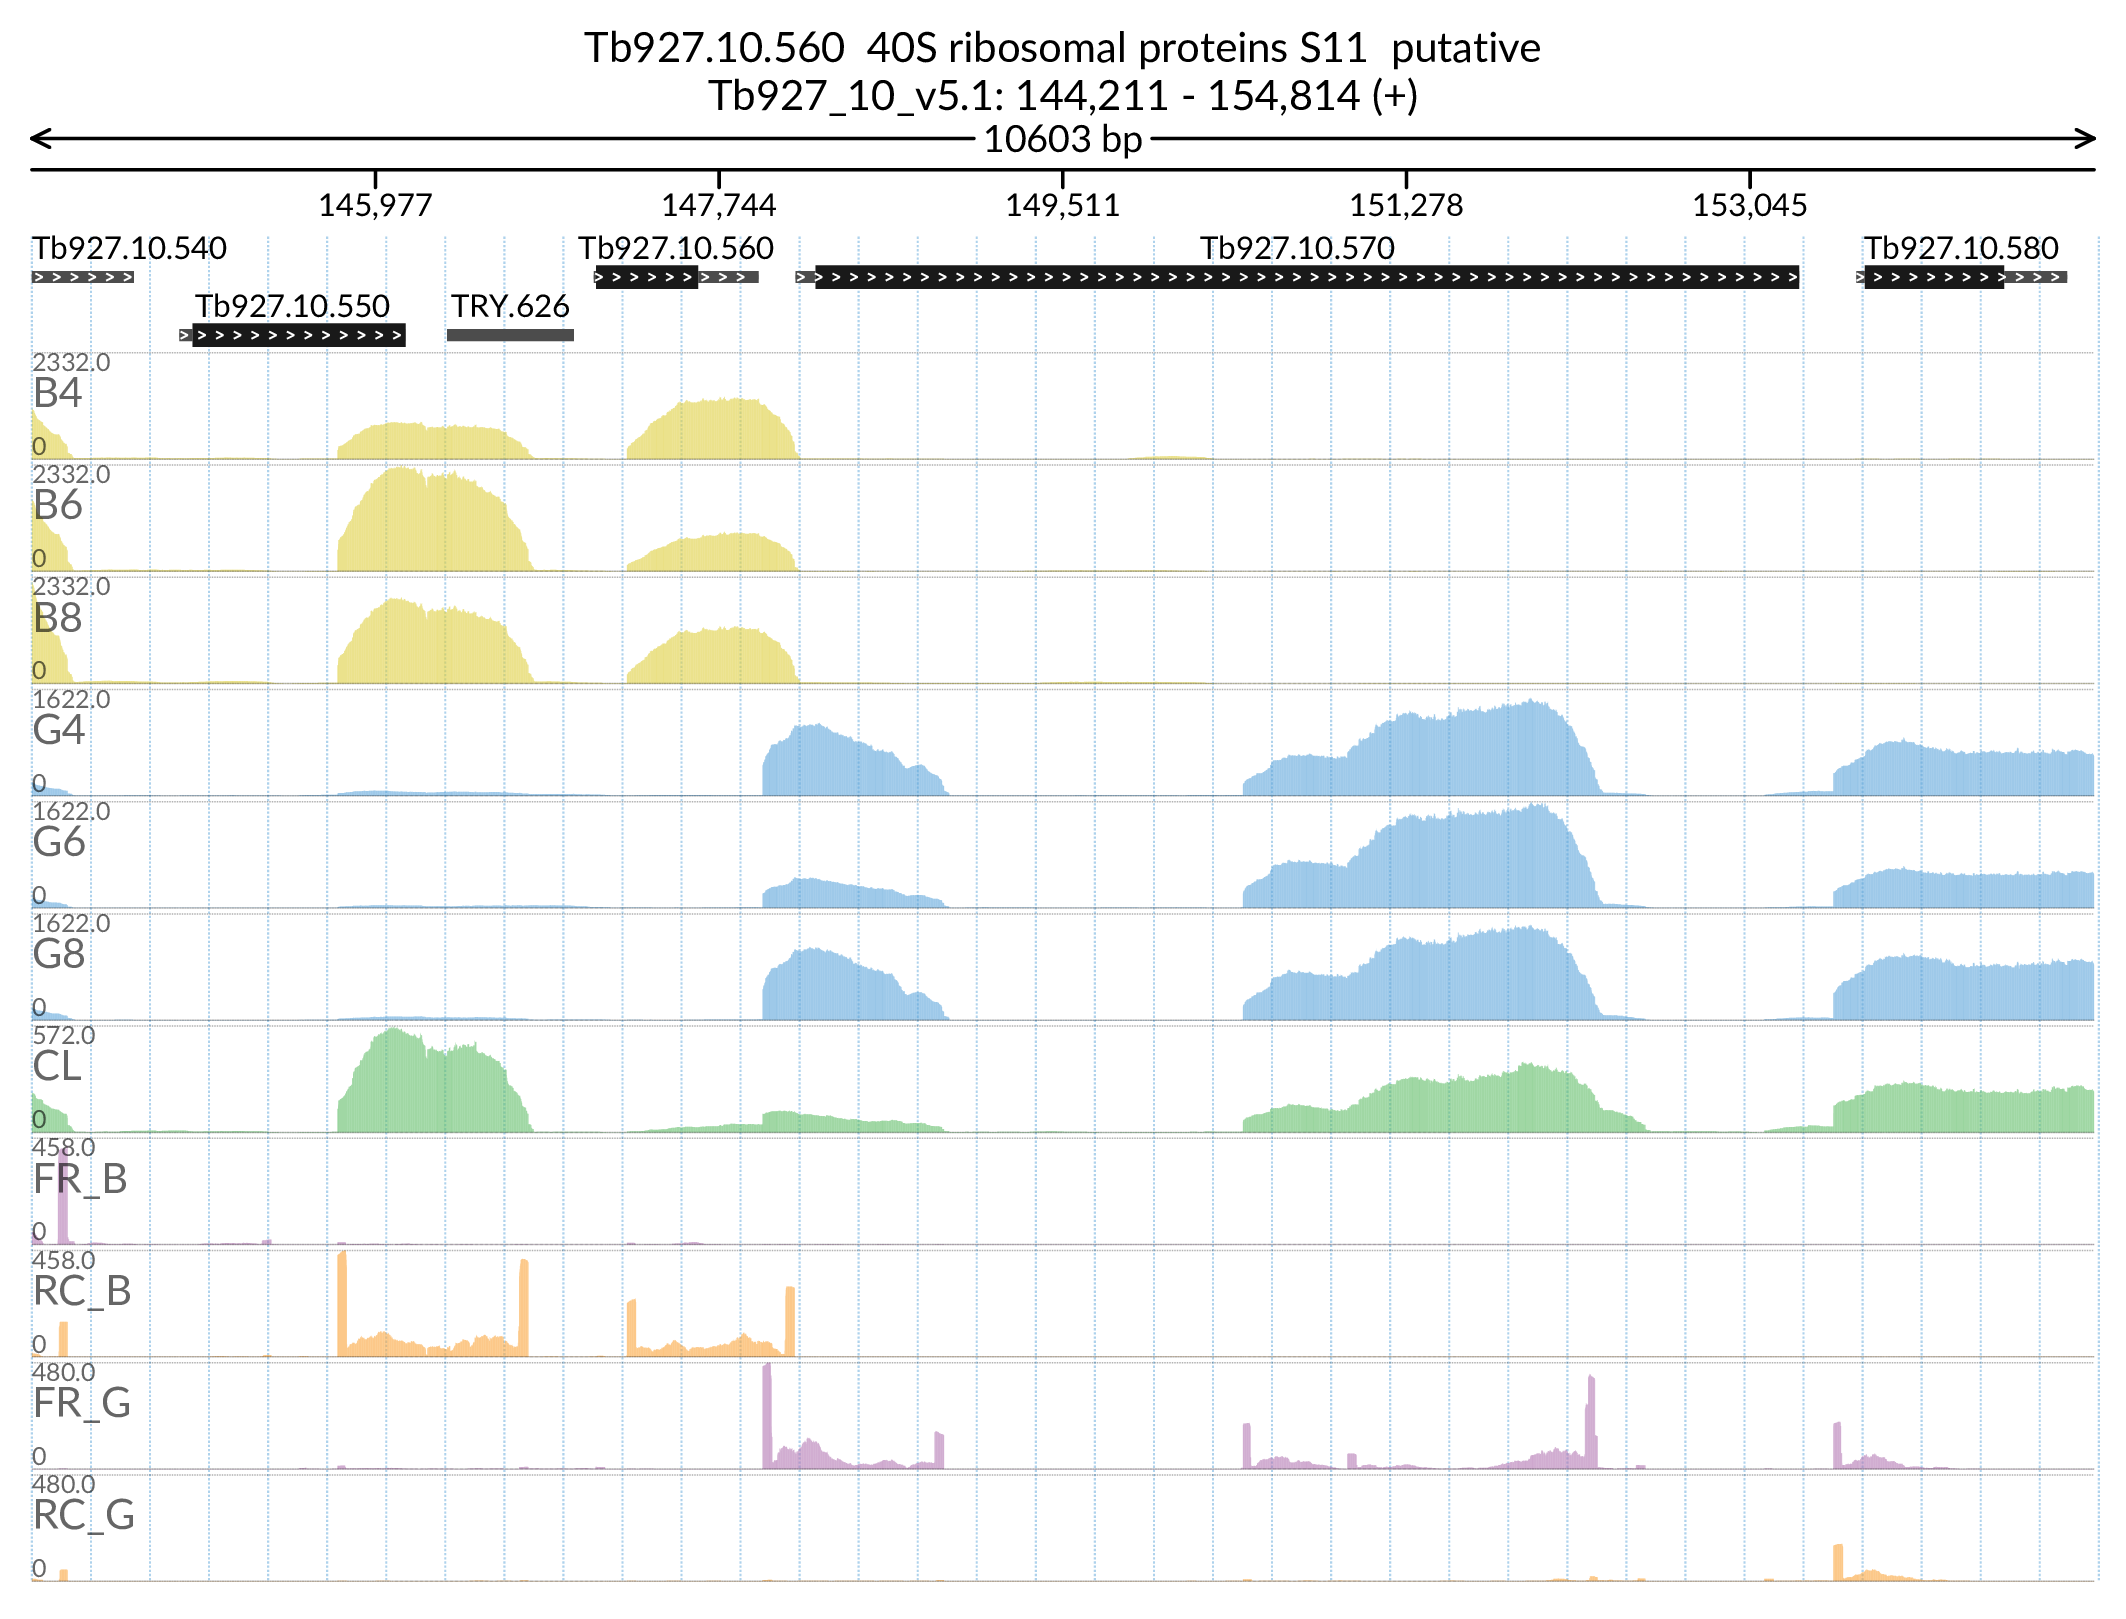 Tb927.10.560  40S ribosomal proteins S11  putative
Tb927_10_v5.1: 144,211 - 154,814 (+)
10603 bp
145,977 147,744 149,511 151,278 153,045
Tb927.10.540 Tb927.10.560 Tb927.10.570 Tb927.10.580
Tb927.10.550 TRY.626
2332.0
B4
0
2332.0
B6
0
2332.0
B8
0
1622.0
G4
0
1622.0
G6
0
1622.0
G8
0
572.0
CL
0
458.0
FR_B
0
458.0
RC_B
0
480.0
FR_G
0
480.0
RC_G
0